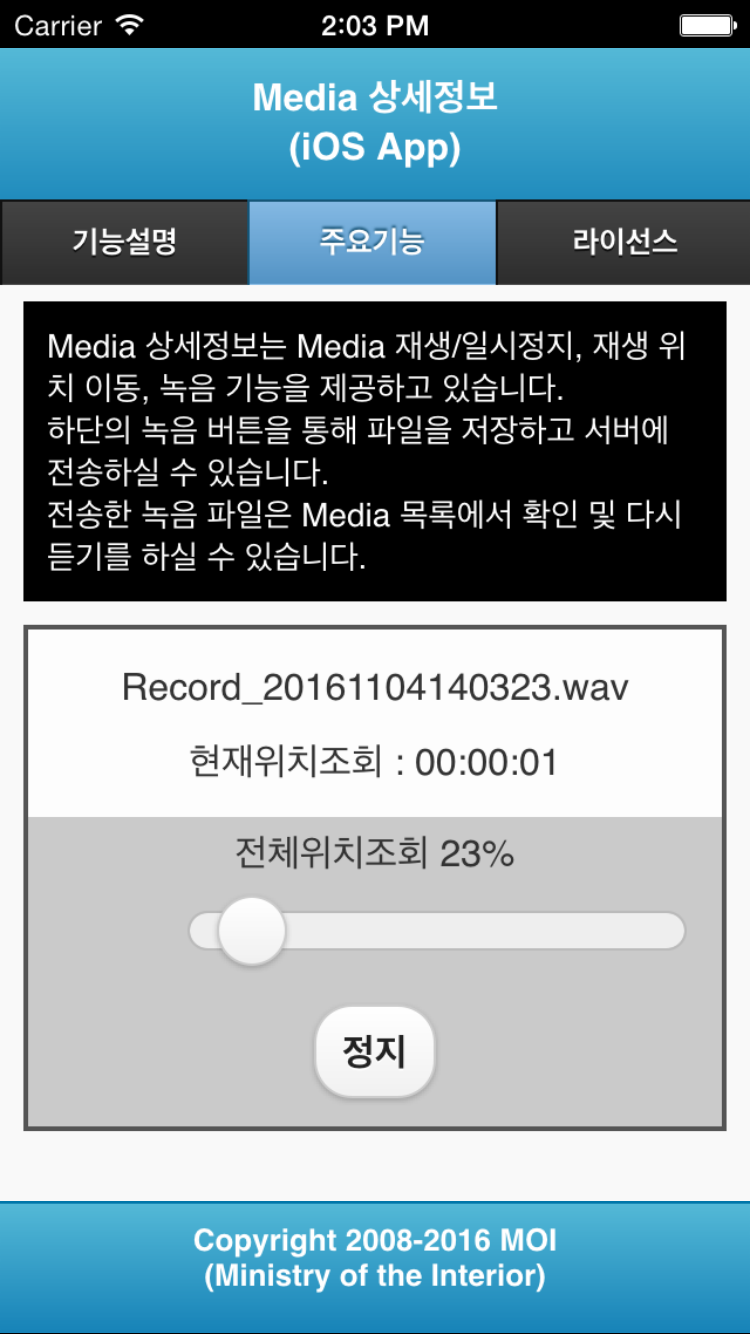 Carrier 2:03 PM
Media 상세정보
(iOS App)
기능설명 주요기능 라이선스
Media 상세정보는 Media 재생/일시정지, 재생 위
치 이동, 녹음 기능을 제공하고 있습니다.
하단의 녹음 버튼을 통해 파일을 저장하고 서버에
전송하실 수 있습니다.
전송한 녹음 파일은 Media 목록에서 확인 및 다시
듣기를 하실 수 있습니다.
Record_20161104140323.wav
현재위치조회 : 00:00:01
전체위치조회 23%
정지
Copyright 2008-2016 MOI
(Ministry of the Interior)